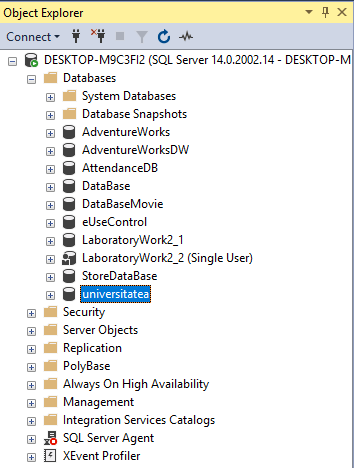 Object Explorer
Connect
DESKTOP-M9C3FI2 (SQL Server 14.0.2002.14 - DESKTOP-M
Databases
System Databases
Database Snapshots
AdventureWorks
AdventureWorksDW
AttendanceDB
DataBase
DataBaseMovie
eUseControl
LaboratoryWork2_1
LaboratoryWork2_2 (Single User)
StoreDataBase
universitatea
Security
Server Objects
Replication
PolyBase
Always On High Availability
Management
Integration Services Catalogs
SQL Server Agent
XEvent Profiler